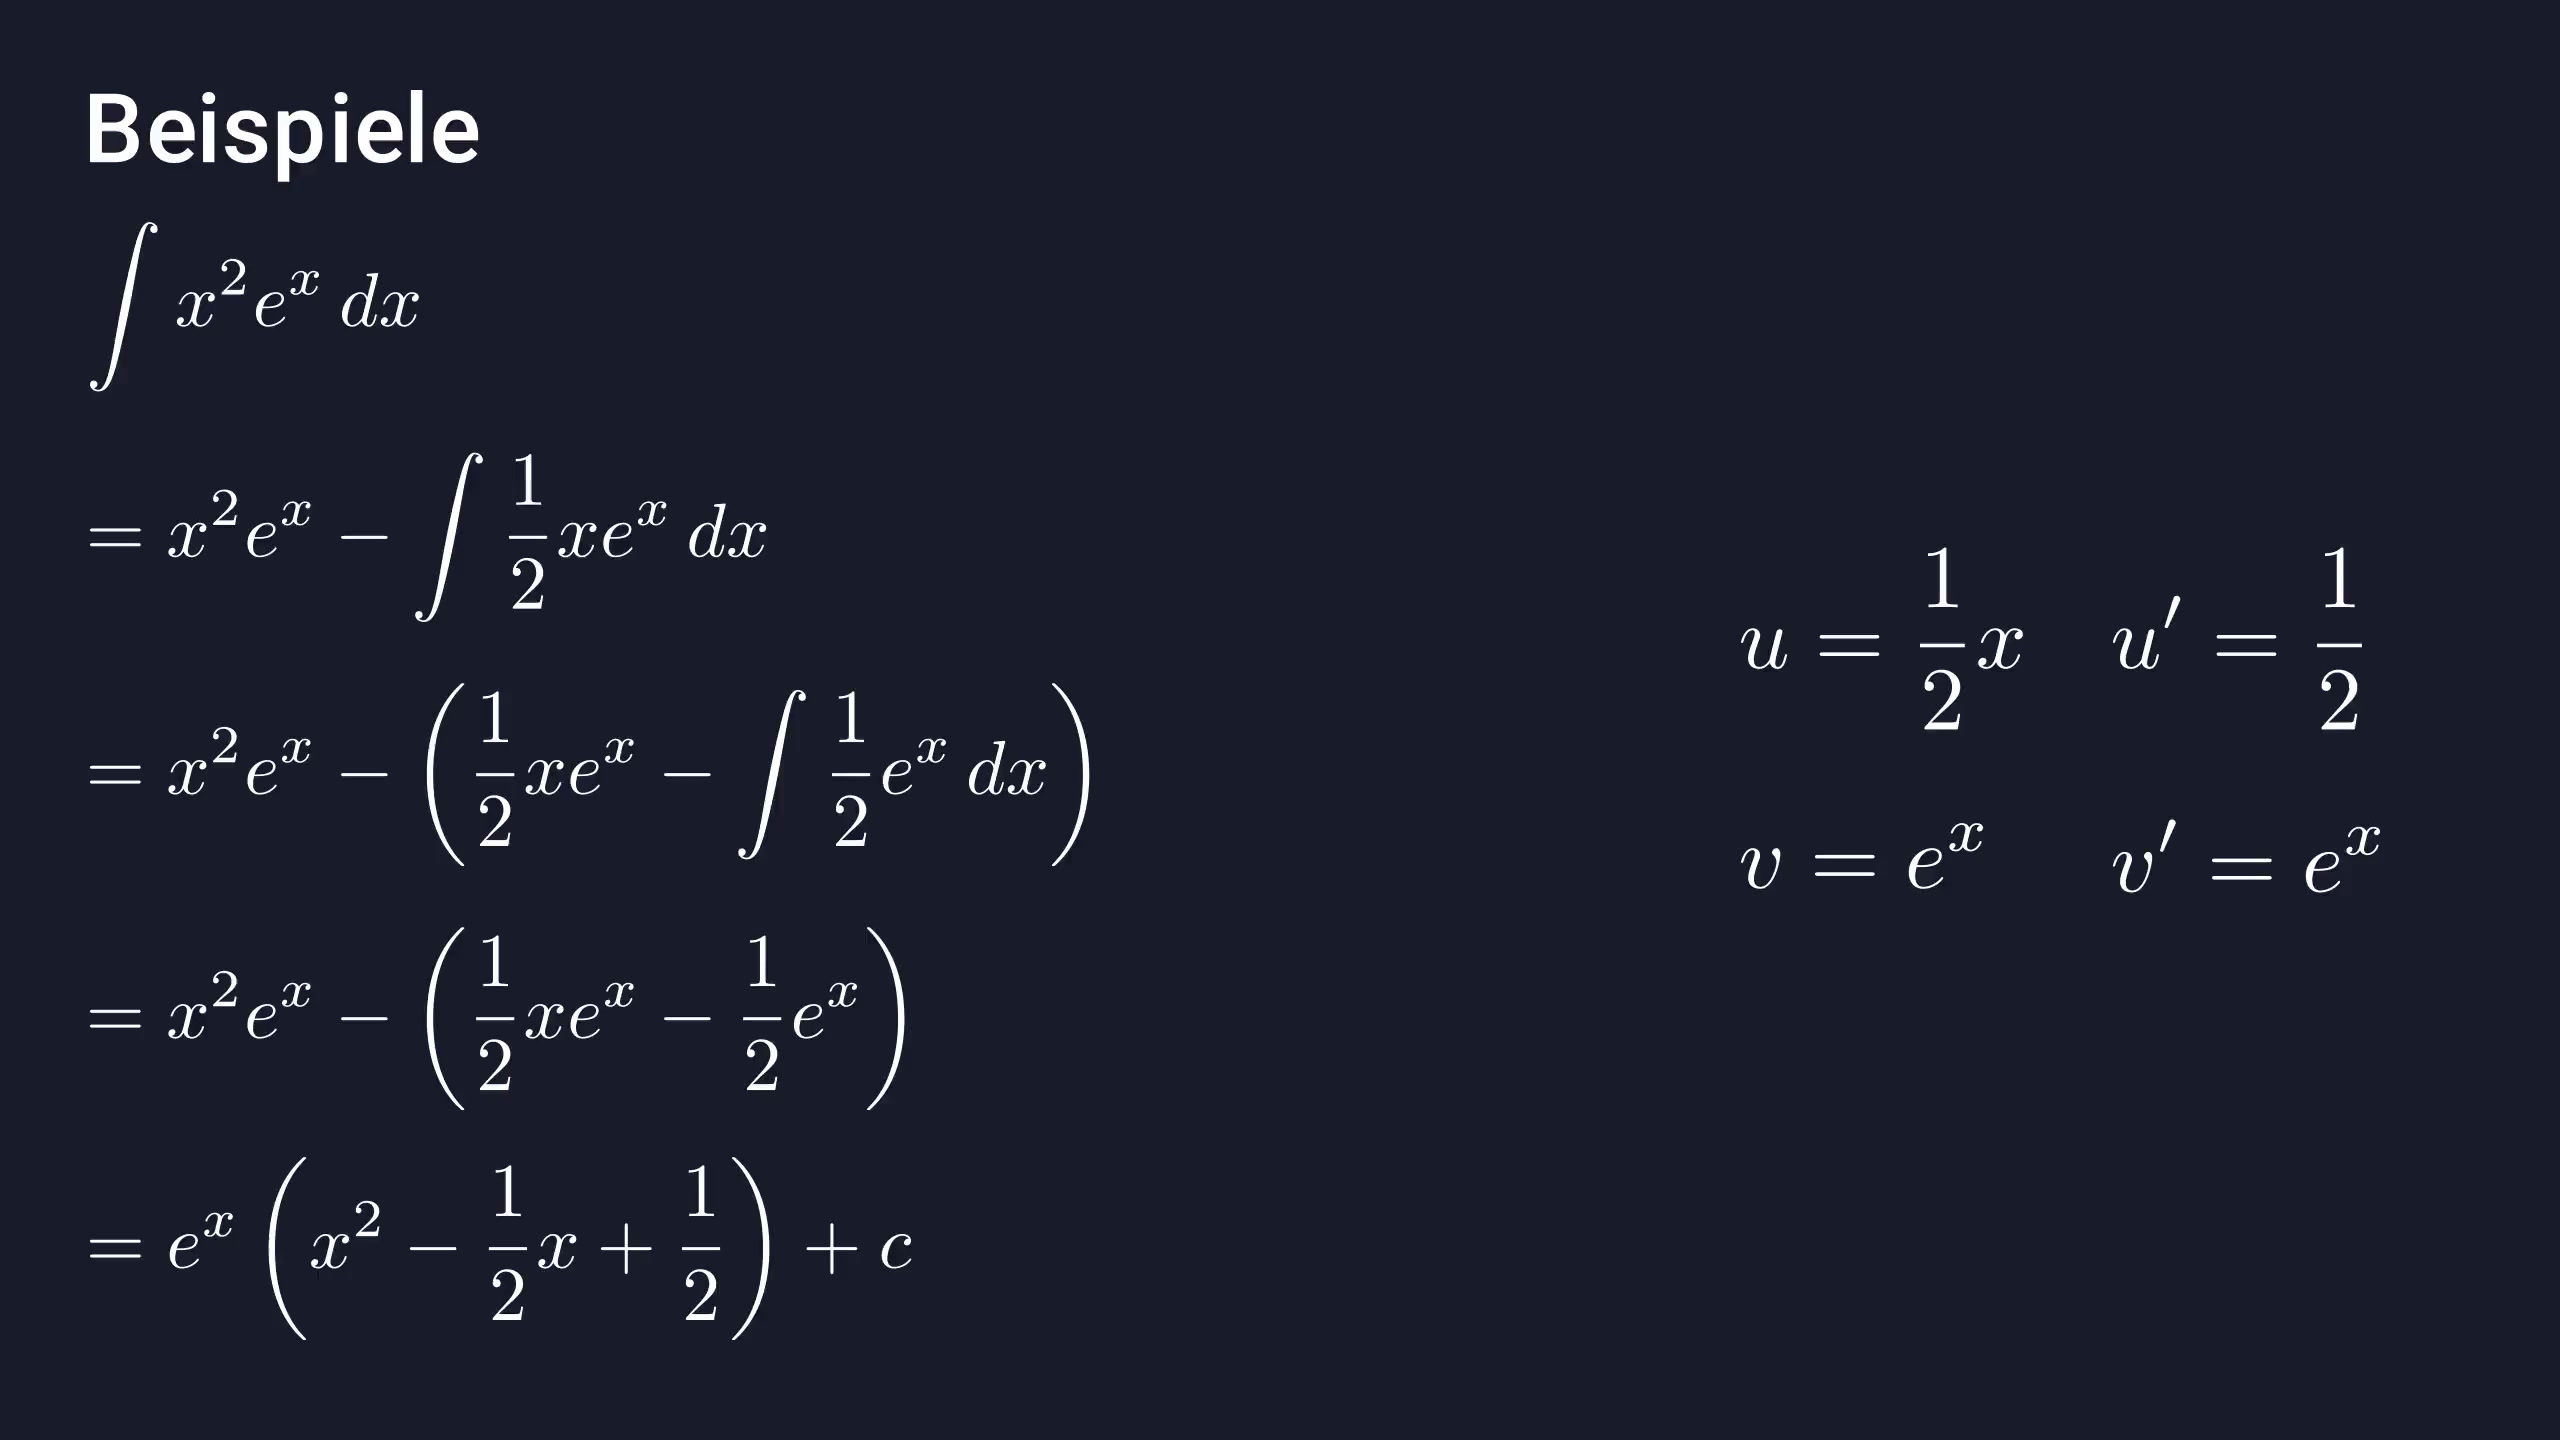 Beispiele
∫ x²eˣ dx
= x²eˣ − ∫ 1/2 xeˣ dx
u = 1/2 x   u′ = 1/2
= x²eˣ − (1/2 xeˣ − ∫ 1/2 eˣ dx)
v = eˣ   v′ = eˣ
= x²eˣ − (1/2 xeˣ − 1/2 eˣ)
= eˣ (x² − 1/2 x + 1/2) + c